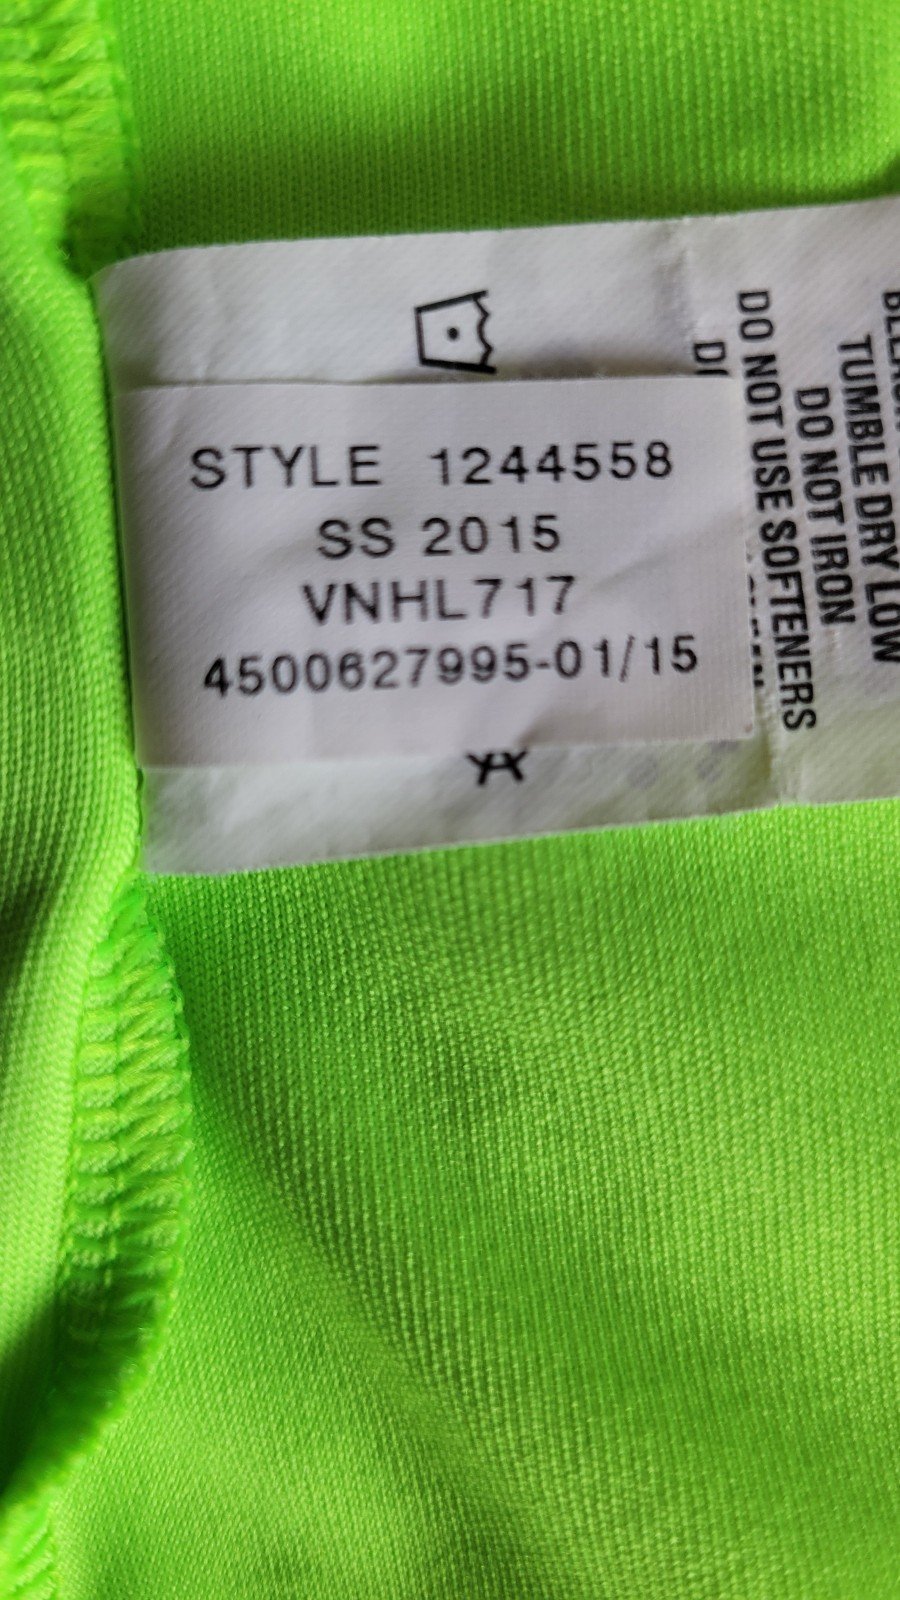 STYLE 1244558
SS 2015
VNHL717
4500627995-01/15
TUMBLE DRY LOW
DO NOT IRON
DO NOT USE SOFTENERS